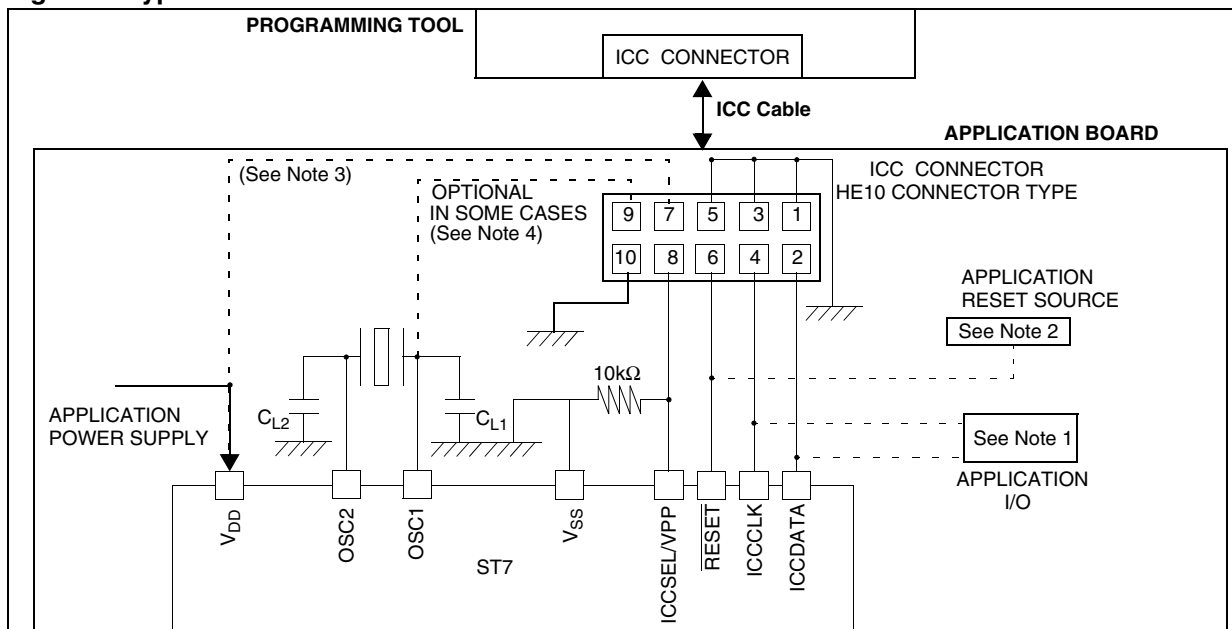 PROGRAMMING TOOL
ICC CONNECTOR
ICC Cable
APPLICATION BOARD
(See Note 3)
OPTIONAL
IN SOME CASES
(See Note 4)
ICC CONNECTOR
HE10 CONNECTOR TYPE
9 7 5 3 1
10 8 6 4 2
APPLICATION
RESET SOURCE
See Note 2
10kΩ
APPLICATION
POWER SUPPLY
CL2
CL1
See Note 1
APPLICATION
I/O
VDD
OSC2
OSC1
VSS
ICCSEL/VPP
RESET
ICCCLK
ICCDATA
ST7